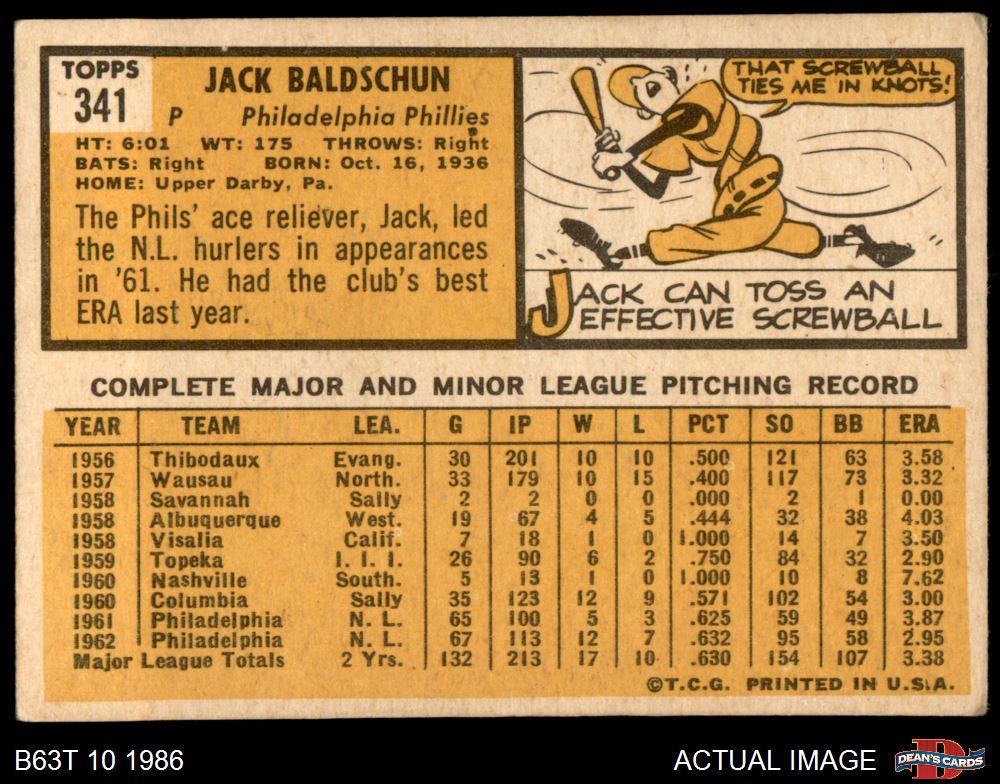 TOPPS
341
JACK BALDSCHUN
P Philadelphia Phillies
HT: 6:01 WT: 175 THROWS: Right
BATS: Right BORN: Oct. 16, 1936
HOME: Upper Darby, Pa.
The Phils' ace reliever, Jack, led
the N.L. hurlers in appearances
in '61. He had the club's best
ERA last year.
THAT SCREWBALL
TIES ME IN KNOTS!
JACK CAN TOSS AN
EFFECTIVE SCREWBALL
COMPLETE MAJOR AND MINOR LEAGUE PITCHING RECORD
YEAR TEAM LEA. G IP W L PCT SO BB ERA
1956 Thibodaux Evang. 30 201 10 10 .500 121 63 3.58
1957 Wausau North. 33 179 10 15 .400 117 73 3.32
1958 Savannah Sally 2 2 0 0 .000 2 1 0.00
1958 Albuquerque West. 19 67 4 5 .444 32 38 4.03
1958 Visalia Calif. 7 18 1 0 1.000 14 7 3.50
1959 Topeka I. I. I. 26 90 6 2 .750 84 32 2.90
1960 Nashville South. 5 13 1 0 1.000 10 8 7.62
1960 Columbia Sally 35 123 12 9 .571 102 54 3.00
1961 Philadelphia N. L. 65 100 5 3 .625 59 49 3.87
1962 Philadelphia N. L. 67 113 12 7 .632 95 58 2.95
Major League Totals 2 Yrs. 132 213 17 10 .630 154 107 3.38
©T.C.G. PRINTED IN U.S.A.
B63T 10 1986
ACTUAL IMAGE
D
DEAN'S CARDS